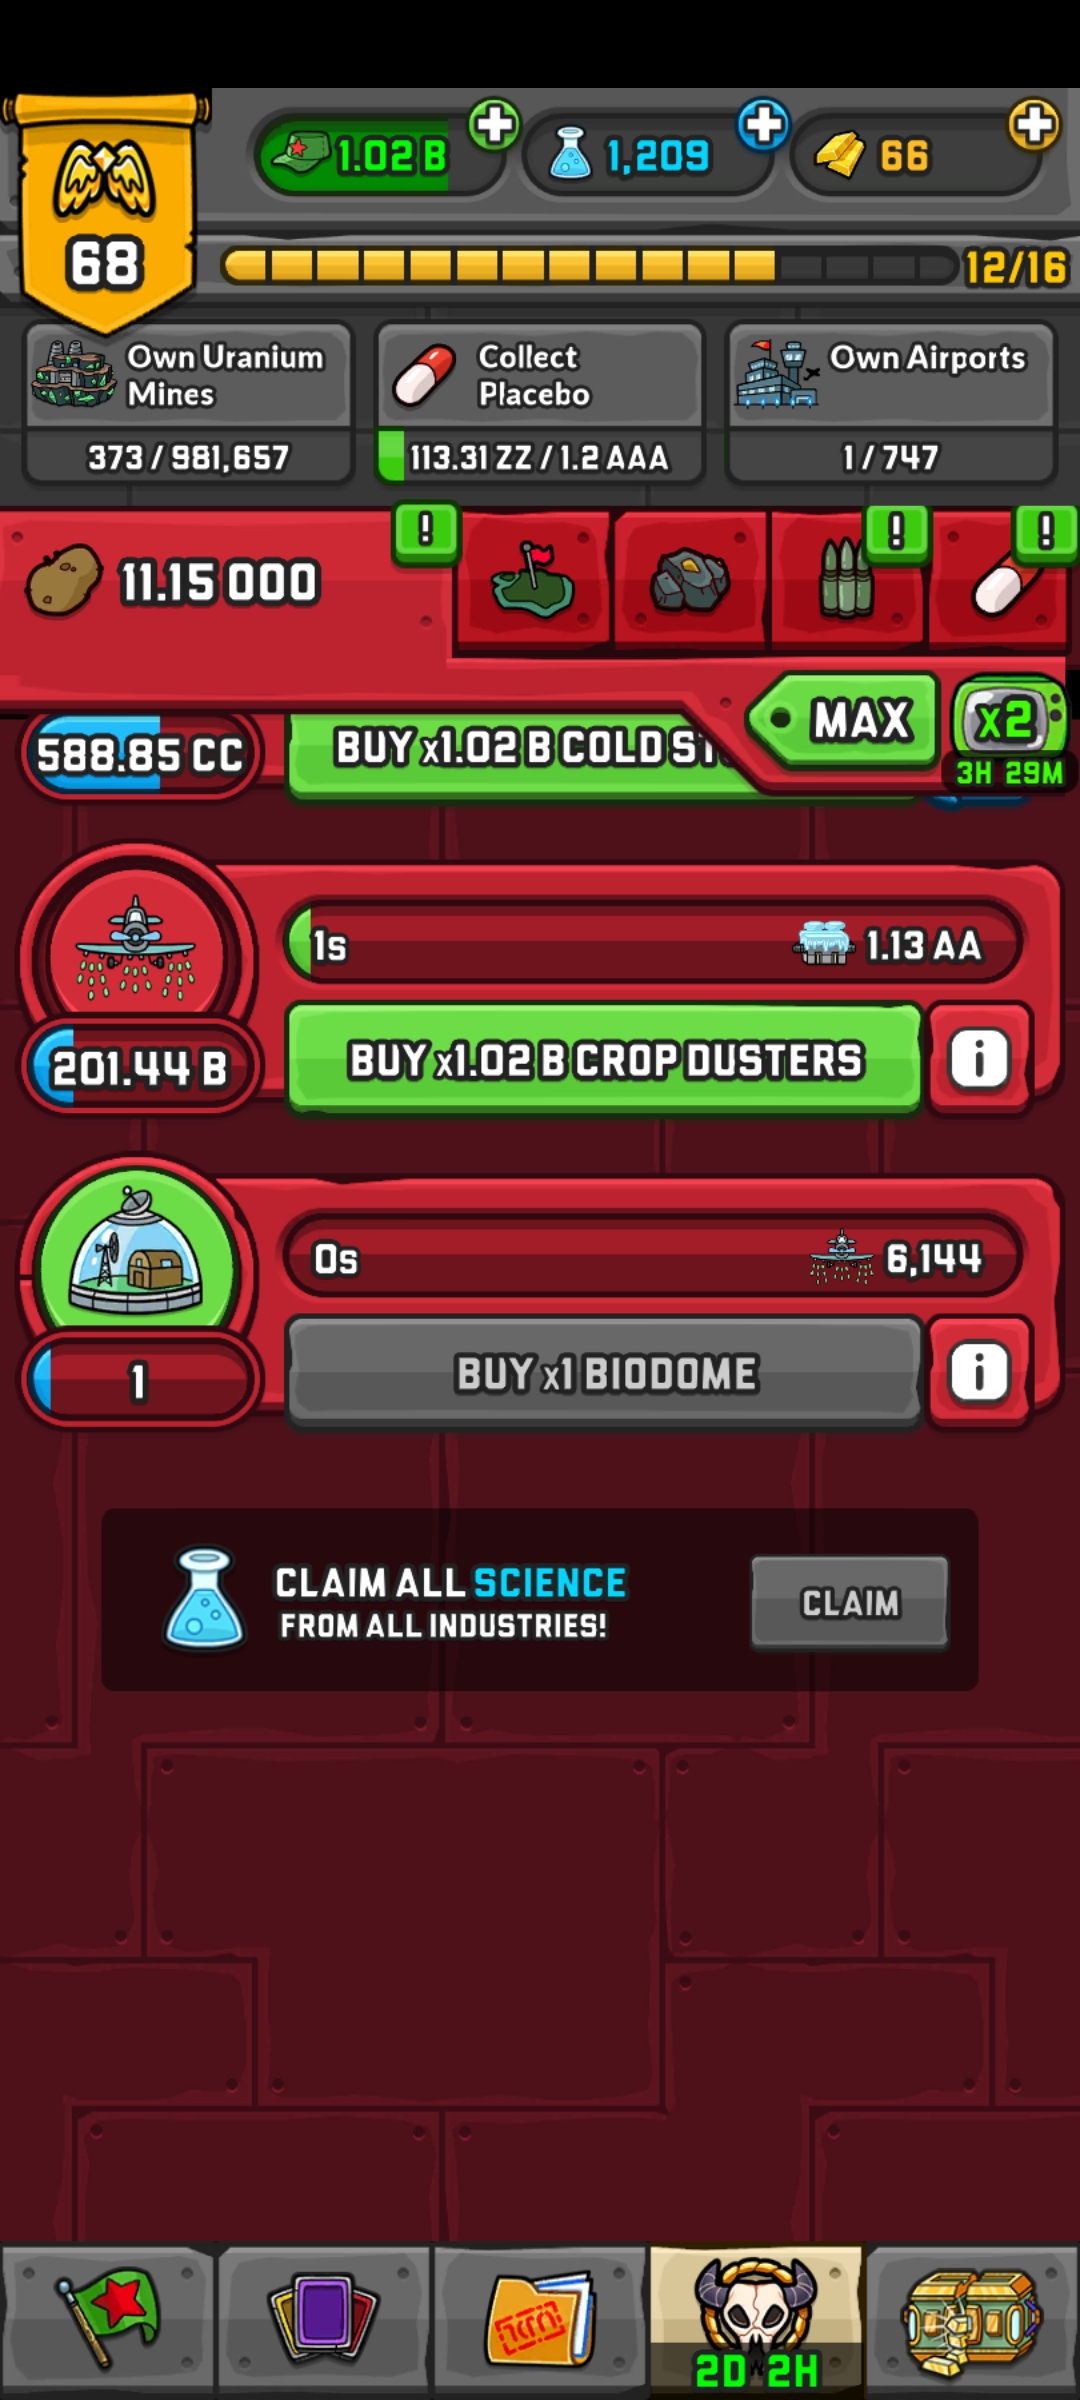 1.02 B
1,209
66
68
12/16
Own Uranium
Mines
373 / 981,657
Collect
Placebo
113.31 ZZ / 1.2 AAA
Own Airports
1 / 747
11.15 OOO
!
!
!
MAX
x2
3H 29M
588.85 CC
BUY x1.02 B COLD
1s
1.13 AA
201.44 B
BUY x1.02 B CROP DUSTERS
i
0s
6,144
1
BUY x1 BIODOME
i
CLAIM ALL SCIENCE
FROM ALL INDUSTRIES!
CLAIM
2D 2H